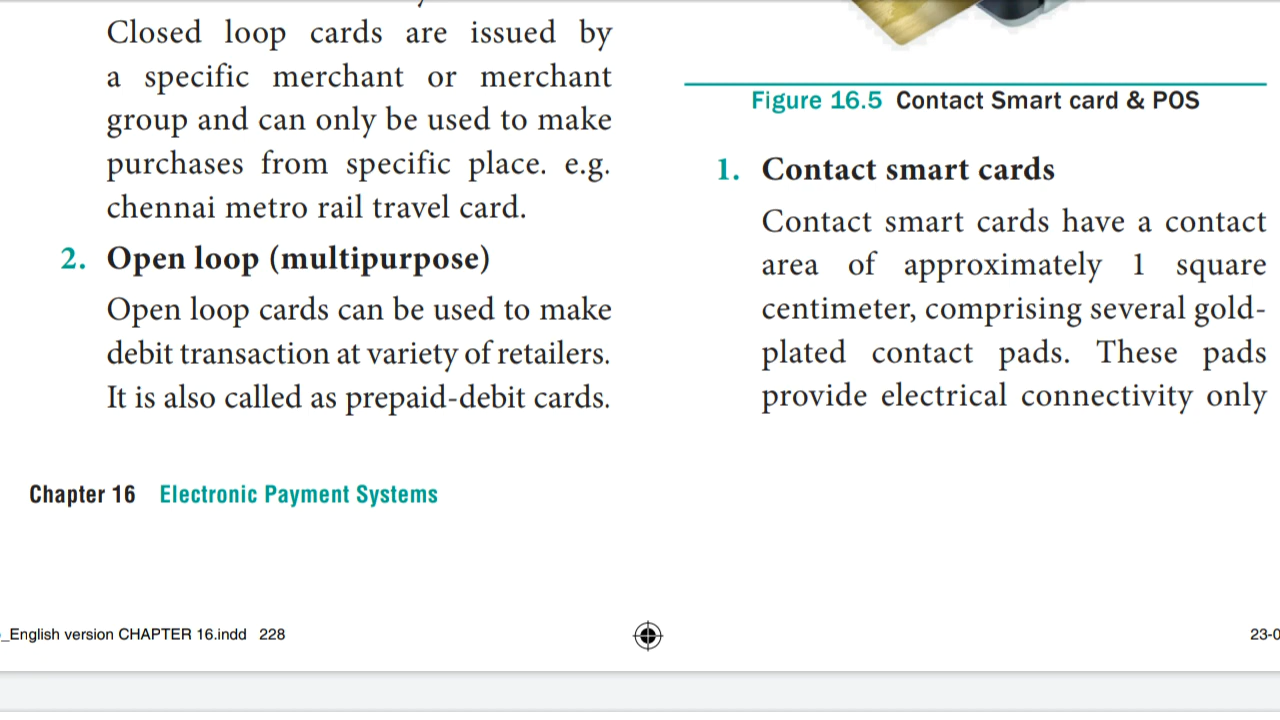 Closed loop cards are issued by
a specific merchant or merchant
group and can only be used to make
purchases from specific place. e.g.
chennai metro rail travel card.
2. Open loop (multipurpose)
Open loop cards can be used to make
debit transaction at variety of retailers.
It is also called as prepaid-debit cards.
Figure 16.5 Contact Smart card & POS
1. Contact smart cards
Contact smart cards have a contact
area of approximately 1 square
centimeter, comprising several gold-
plated contact pads. These pads
provide electrical connectivity only
Chapter 16 Electronic Payment Systems
_English version CHAPTER 16.indd 228
23-0